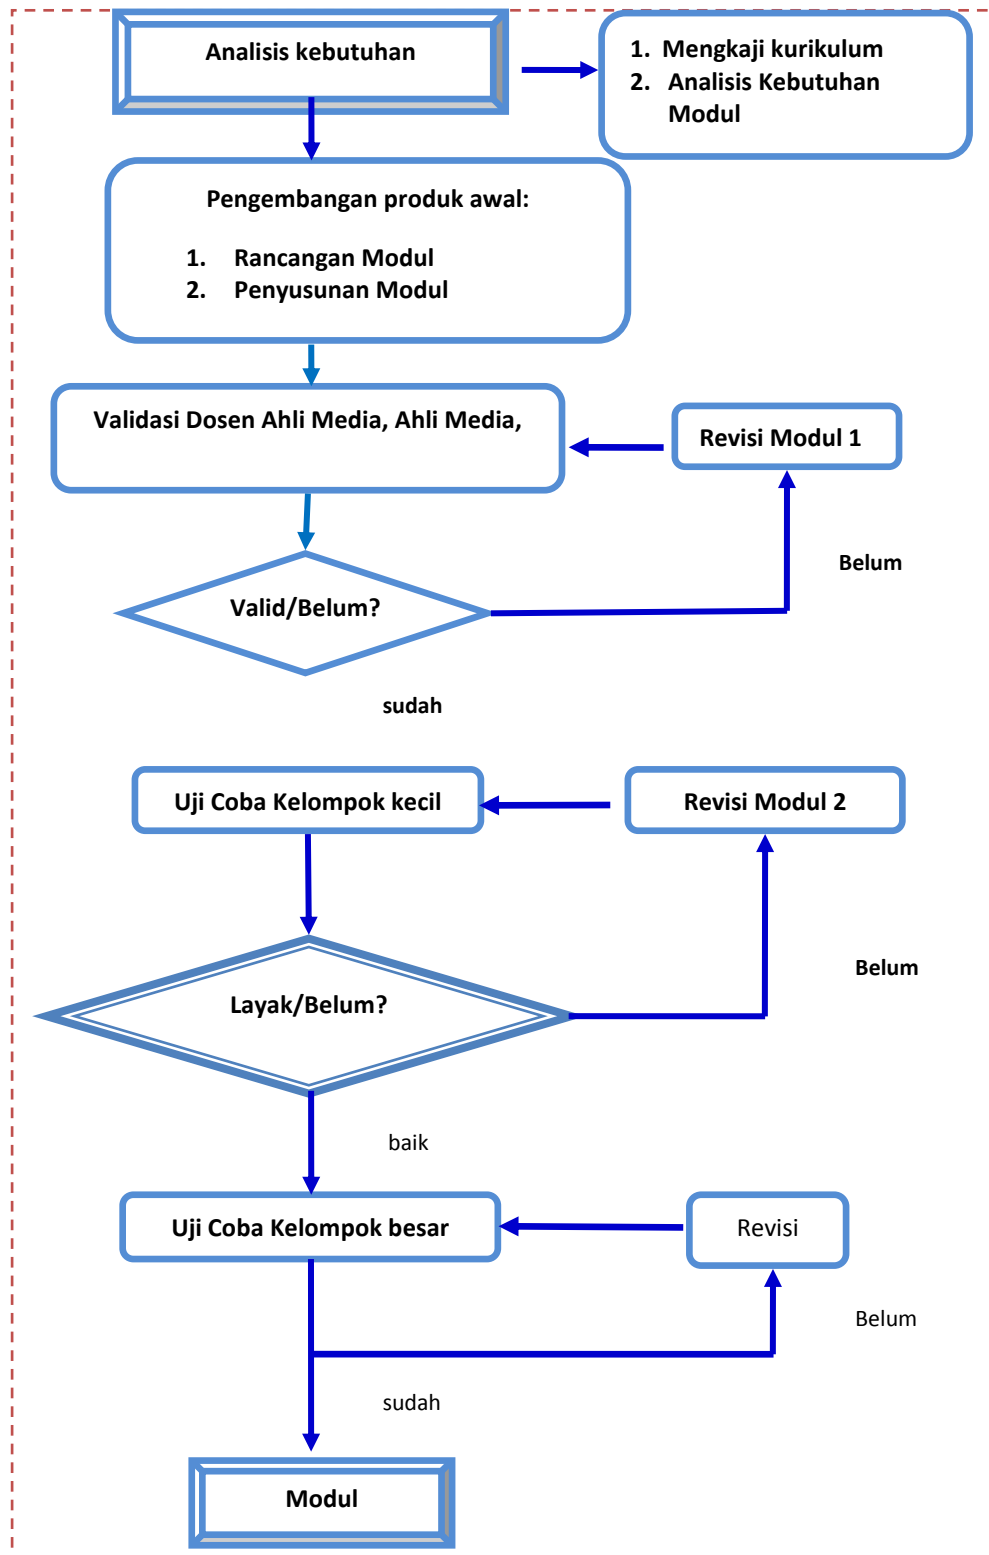 Analisis kebutuhan
1. Mengkaji kurikulum
2. Analisis Kebutuhan
Modul
Pengembangan produk awal:
1. Rancangan Modul
2. Penyusunan Modul
Validasi Dosen Ahli Media, Ahli Media,
Revisi Modul 1
Belum
Valid/Belum?
sudah
Uji Coba Kelompok kecil
Revisi Modul 2
Belum
Layak/Belum?
baik
Uji Coba Kelompok besar
Revisi
Belum
sudah
Modul